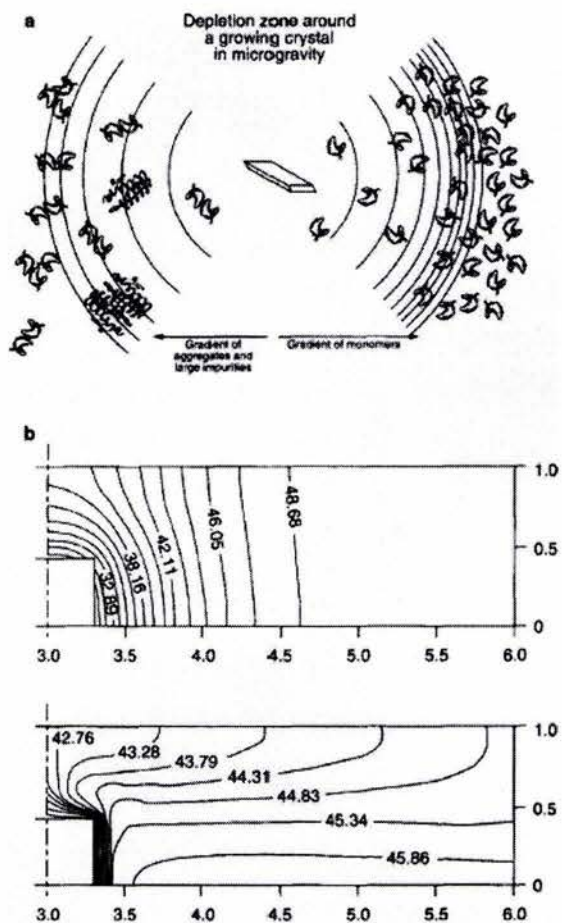 a
Depletion zone around
a growing crystal
in microgravity
Gradient of
aggregates and
large impurities
Gradient of monomers
b
32.89
38.16
42.11
46.05
48.68
1.0
0.5
0
3.0 3.5 4.0 4.5 5.0 5.5 6.0
42.76
43.28
43.79
44.31
44.83
45.34
45.86
1.0
0.5
0
3.0 3.5 4.0 4.5 5.0 5.5 6.0